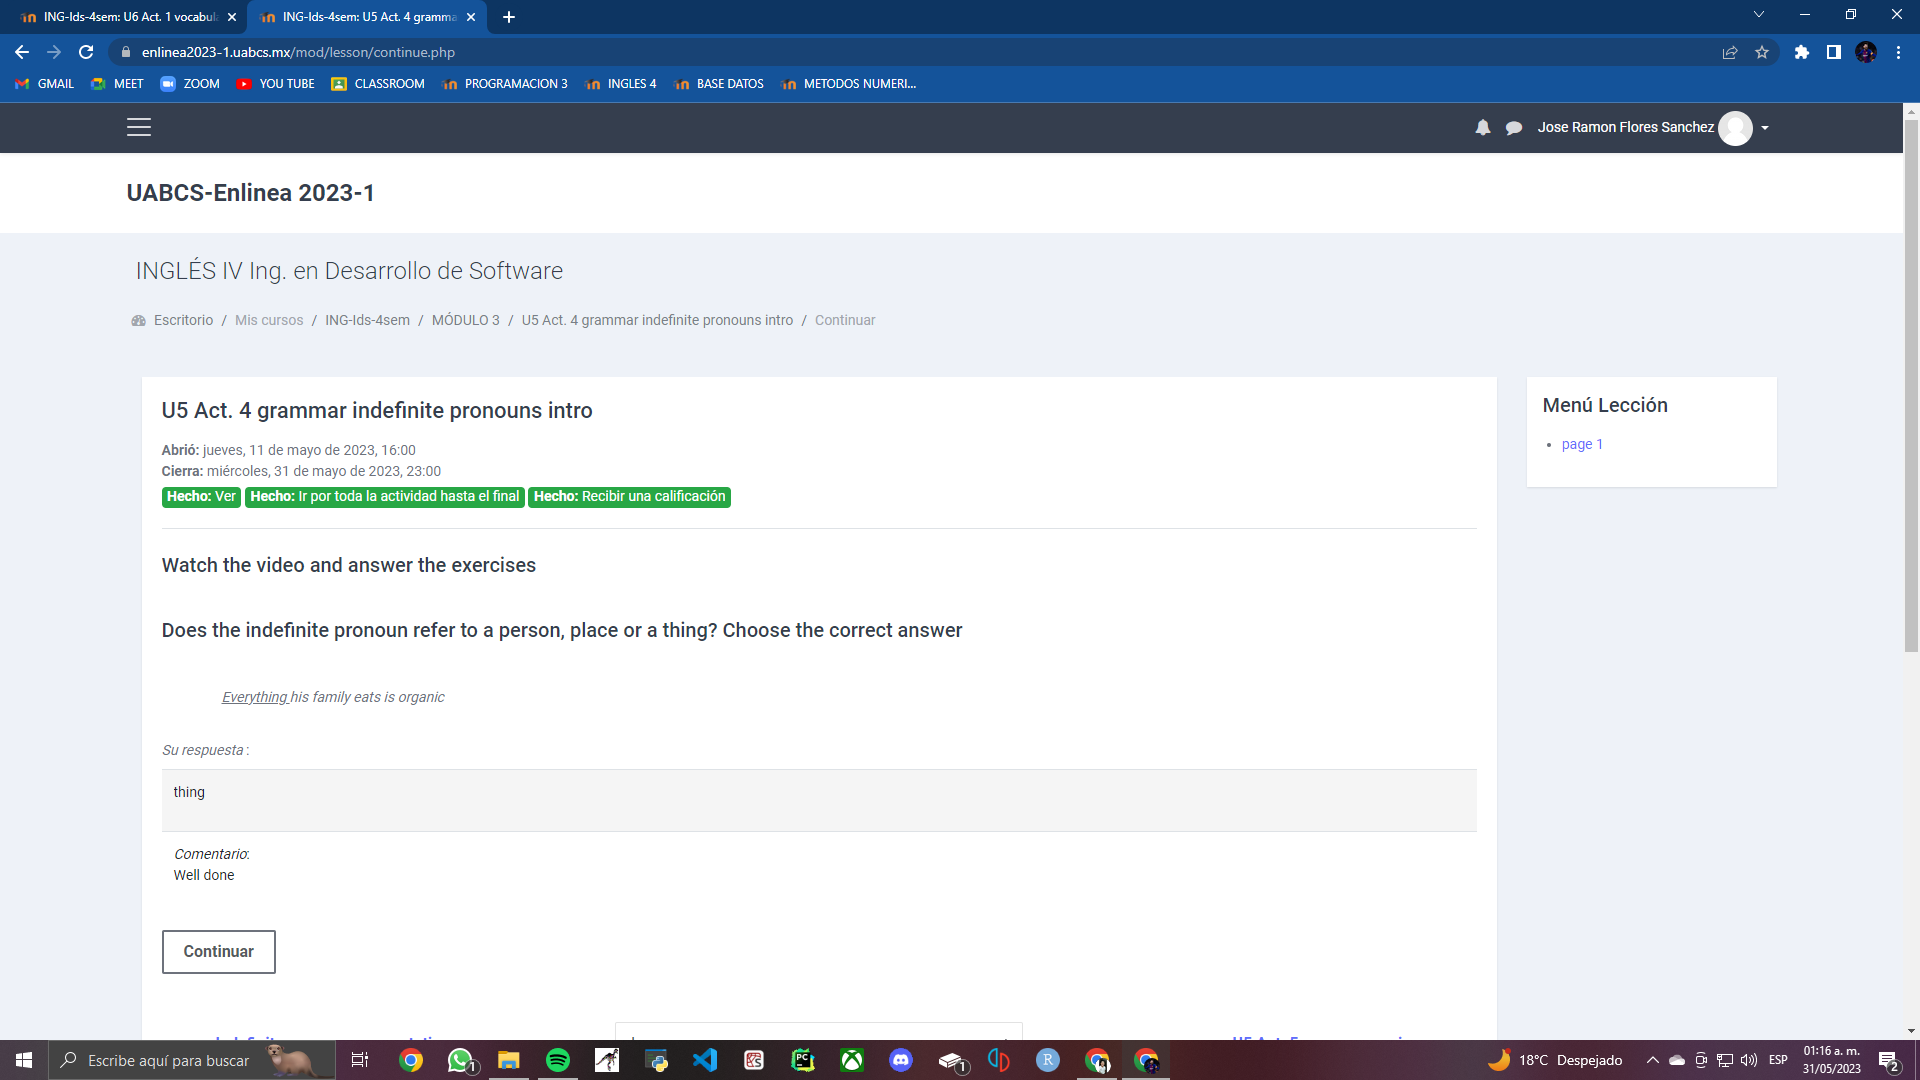 ING-Ids-4sem: U6 Act. 1 vocabula
ING-Ids-4sem: U5 Act. 4 gramma
enlinea2023-1.uabcs.mx/mod/lesson/continue.php
GMAIL
MEET
ZOOM
YOU TUBE
CLASSROOM
PROGRAMACION 3
INGLES 4
BASE DATOS
METODOS NUMERI...
Jose Ramon Flores Sanchez
UABCS-Enlinea 2023-1
INGLÉS IV Ing. en Desarrollo de Software
Escritorio / Mis cursos / ING-Ids-4sem / MÓDULO 3 / U5 Act. 4 grammar indefinite pronouns intro / Continuar
U5 Act. 4 grammar indefinite pronouns intro
Abrió: jueves, 11 de mayo de 2023, 16:00
Cierra: miércoles, 31 de mayo de 2023, 23:00
Hecho: Ver Hecho: Ir por toda la actividad hasta el final Hecho: Recibir una calificación
Watch the video and answer the exercises
Does the indefinite pronoun refer to a person, place or a thing? Choose the correct answer
Everything his family eats is organic
Su respuesta :
thing
Comentario:
Well done
Continuar
Menú Lección
page 1
Escribe aquí para buscar
1
PC
1
R
18°C Despejado
ESP
01:16 a. m.
31/05/2023
2